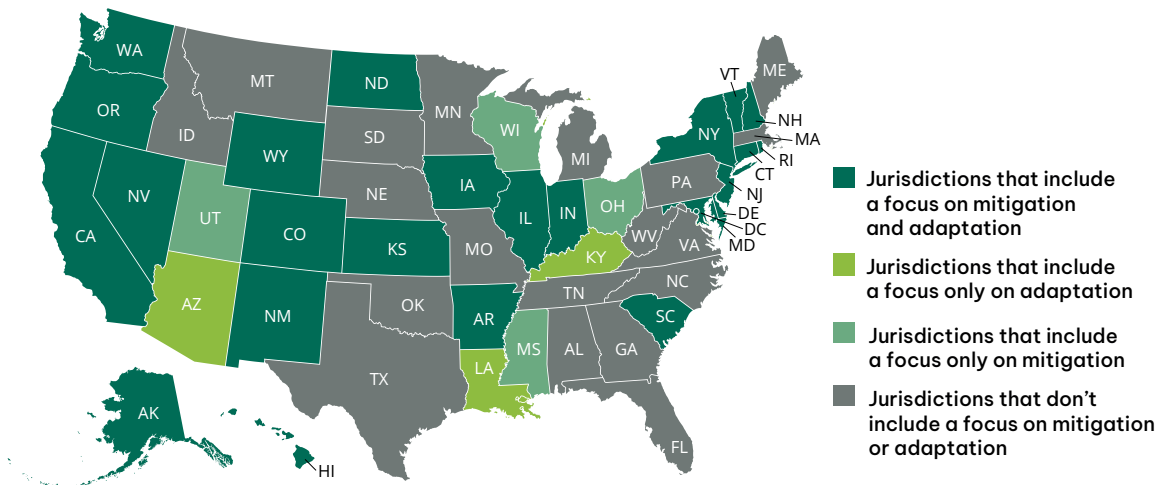 WA
MT
ND
MN
VT
ME
OR
ID
SD
WI
MI
NY
NH
MA
RI
CT
WY
NE
IA
PA
NJ
NV
UT
CO
KS
MO
IL
IN
OH
WV
VA
DE
DC
MD
CA
AZ
NM
OK
AR
KY
TN
NC
SC
TX
LA
MS
AL
GA
FL
AK
HI
Jurisdictions that include
a focus on mitigation
and adaptation
Jurisdictions that include
a focus only on adaptation
Jurisdictions that include
a focus only on mitigation
Jurisdictions that don’t
include a focus on mitigation
or adaptation